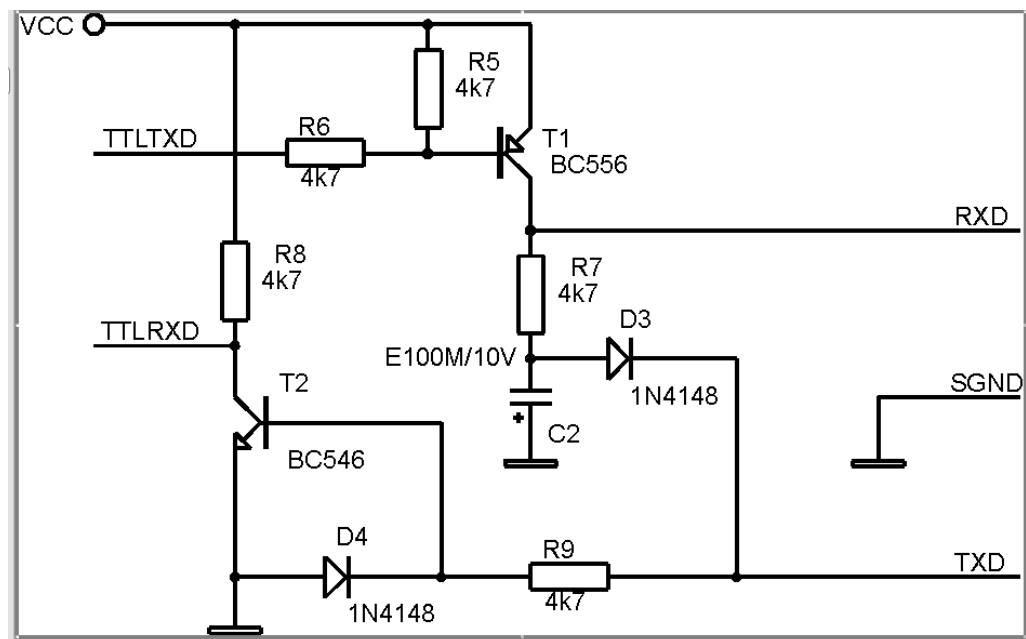 VCC
R5
4k7
TTLTXD
R6
4k7
T1
BC556
RXD
R8
4k7
R7
4k7
TTLRXD
E100M/10V
D3
1N4148
SGND
T2
BC546
+
C2
D4
1N4148
R9
4k7
TXD